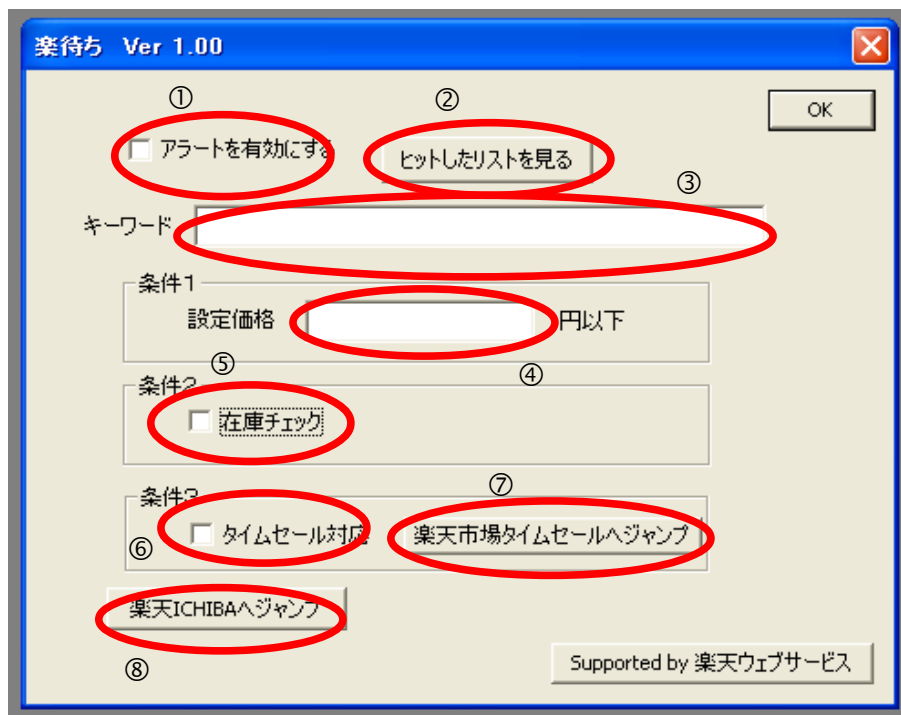 楽待ち Ver 1.00
① ②
OK
アラートを有効にする ヒットしたリストを見る
③
キーワード
条件1
設定価格 円以下
⑤ ④
条件2
在庫チェック
⑦
条件3
⑥ タイムセール対応 楽天市場タイムセールへジャンプ
楽天ICHIBAへジャンプ
⑧ Supported by 楽天ウェブサービス